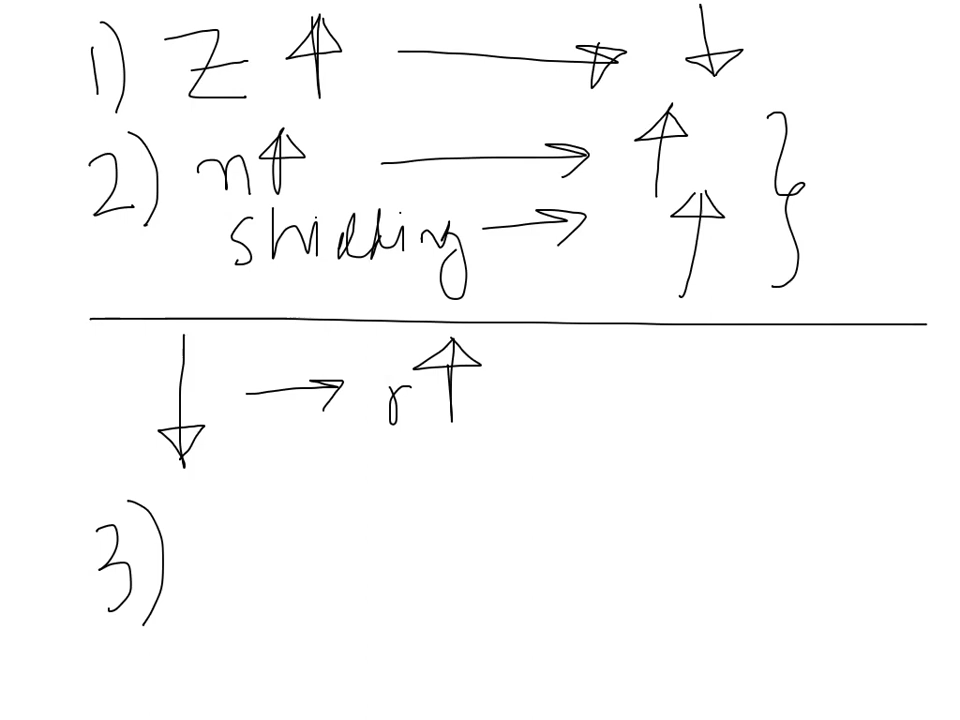 1) Z ↑ → ↓
2) n ↑ → ↑ }
shielding → ↑
↓ → r ↑
3)